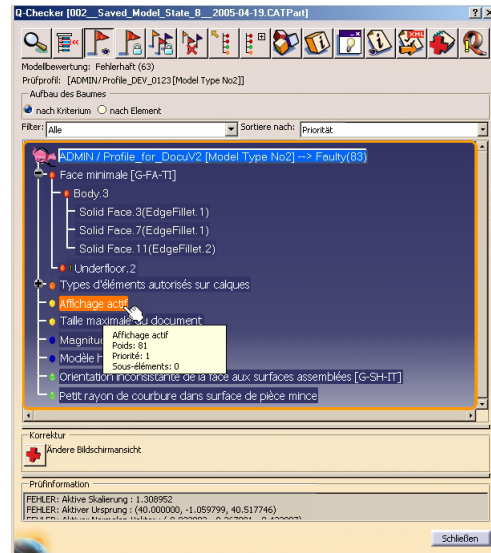 Q-Checker [002__Saved_Model_State_B__2005-04-19.CATPart]
Modelbewertung: Fehlerhaft (63)
Prüfprofil: [ADMIN/Profile_DEV_0123[Model Type No2]]
Aufbau des Baumes
nach Kriterium nach Element
Filter: Alle Sortiere nach: Priorität
ADMIN / Profile_for_DocuV2 [Model Type No2] --> Faulty(83)
Face minimale [G-FA-TI]
Body.3
Solid Face.3(EdgeFillet.1)
Solid Face.7(EdgeFillet.1)
Solid Face.11(EdgeFillet.2)
Underfloor.2
Types d'éléments autorisés sur calques
Affichage actif
Taille maximale du document
Affichage actif
Poids: 81
Priorité: 1
Sous-éléments: 0
Magnitud
Modèle h
Orientation inconsistante de la face aux surfaces assemblées [G-SH-IT]
Petit rayon de courbure dans surface de pièce mince
Korrektur
Ändere Bildschirmansicht
Prüfinformation
FEHLER: Aktive Skalierung : 1.308952
FEHLER: Aktiver Ursprung : (40.000000, -1.059799, 40.517746)
Schließen